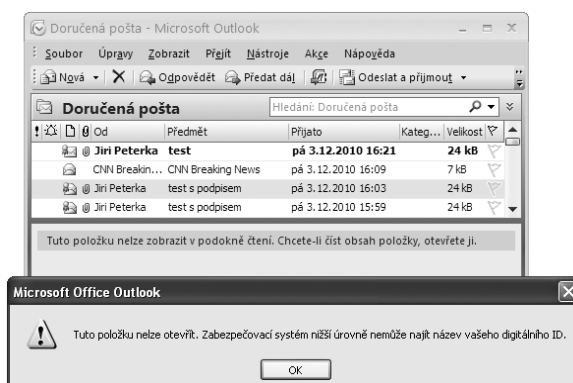 Doručená pošta - Microsoft Outlook
Soubor Úpravy Zobrazit Přejít Nástroje Akce Nápověda
Nová Odpovědět Předat dál Odeslat a přijmout
Doručená pošta Hledání: Doručená pošta
! Od Předmět Přijato Kateg... Velikost
Jiri Peterka test pá 3.12.2010 16:21 24 kB
CNN Breakin... CNN Breaking News pá 3.12.2010 16:09 7 kB
Jiri Peterka test s podpisem pá 3.12.2010 16:03 24 kB
Jiri Peterka test s podpisem pá 3.12.2010 15:59 24 kB
Tuto položku nelze zobrazit v podokně čtení. Chcete-li číst obsah položky, otevřete ji.
Microsoft Office Outlook
Tuto položku nelze otevřít. Zabezpečovací systém nižší úrovně nemůže najít název vašeho digitálního ID.
OK